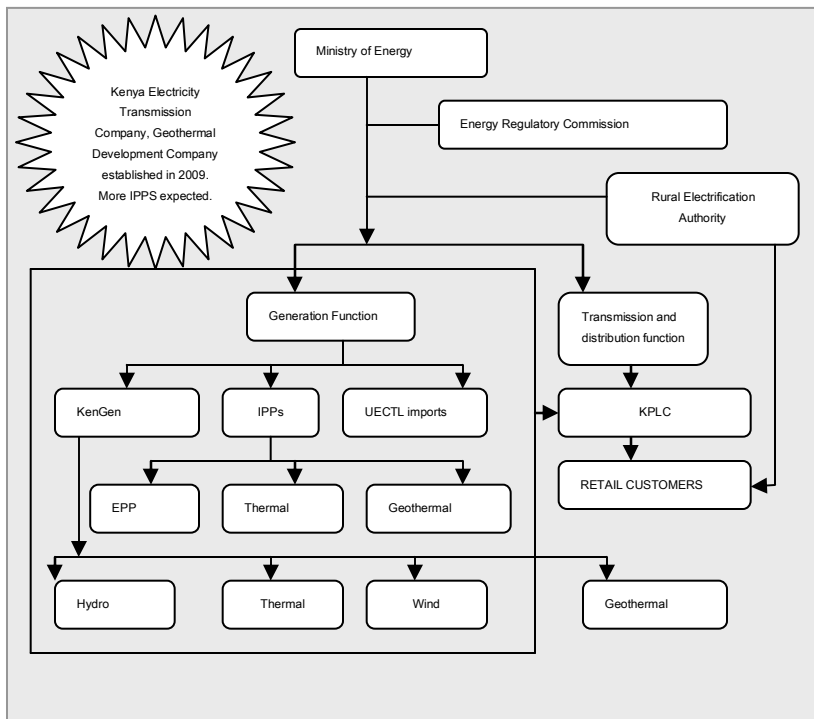 Ministry of Energy
Kenya Electricity
Transmission
Company, Geothermal
Development Company
established in 2009.
More IPPS expected.
Energy Regulatory Commission
Rural Electrification
Authority
Generation Function
Transmission and
distribution function
KenGen
IPPs
UECTL imports
KPLC
EPP
Thermal
Geothermal
RETAIL CUSTOMERS
Hydro
Thermal
Wind
Geothermal